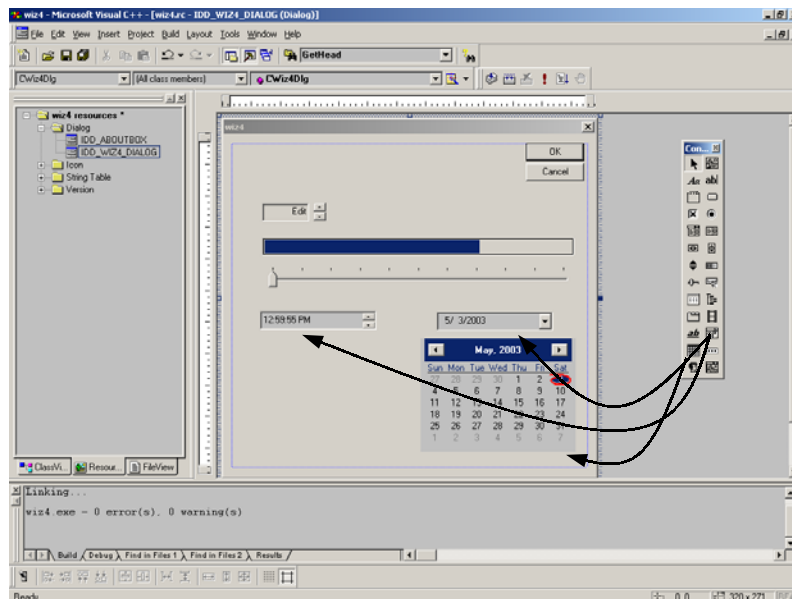 wiz4 - Microsoft Visual C++ - [wiz4.rc - IDD_WIZ4_DIALOG (Dialog)]
File Edit View Insert Project Build Layout Tools Window Help
GetHead
CWiz4Dlg (All class members) CWiz4Dlg
wiz4 resources *
Dialog
IDD_ABOUTBOX
IDD_WIZ4_DIALOG
Icon
String Table
Version
ClassVi... Resour... FileView
wiz4
OK
Cancel
Edit
12:59:55 PM
5/ 3/2003
May, 2003
Sun Mon Tue Wed Thu Fri Sat
27 28 29 30 1 2
4 5 6 7 8 9 10
11 12 13 14 15 16 17
18 19 20 21 22 23 24
25 26 27 28 29 30 31
1 2 3 4 5 6 7
Con...
Aa ab|
ab
Linking...
wiz4.exe - 0 error(s), 0 warning(s)
Build Debug Find in Files 1 Find in Files 2 Results
Ready 0, 0 320 x 271